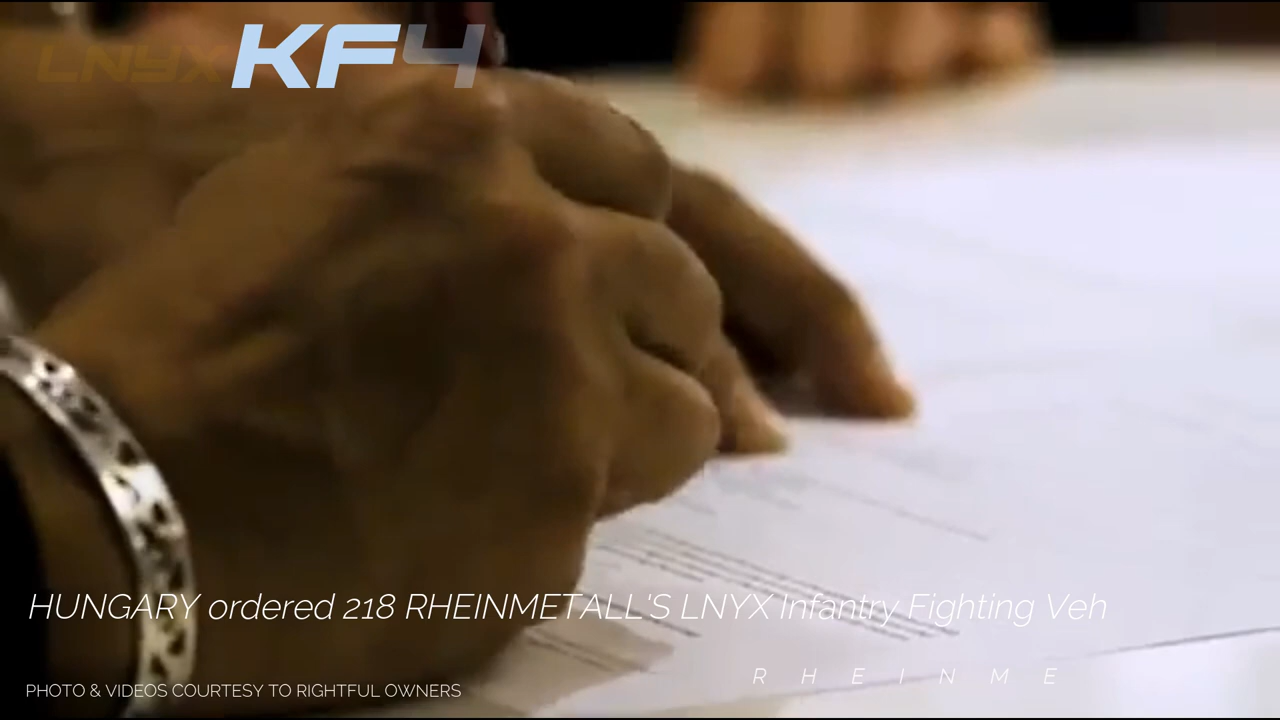 LNYX KF4
HUNGARY ordered 218 RHEINMETALL'S LNYX Infantry Fighting Veh
R H E I N M E
PHOTO & VIDEOS COURTESY TO RIGHTFUL OWNERS